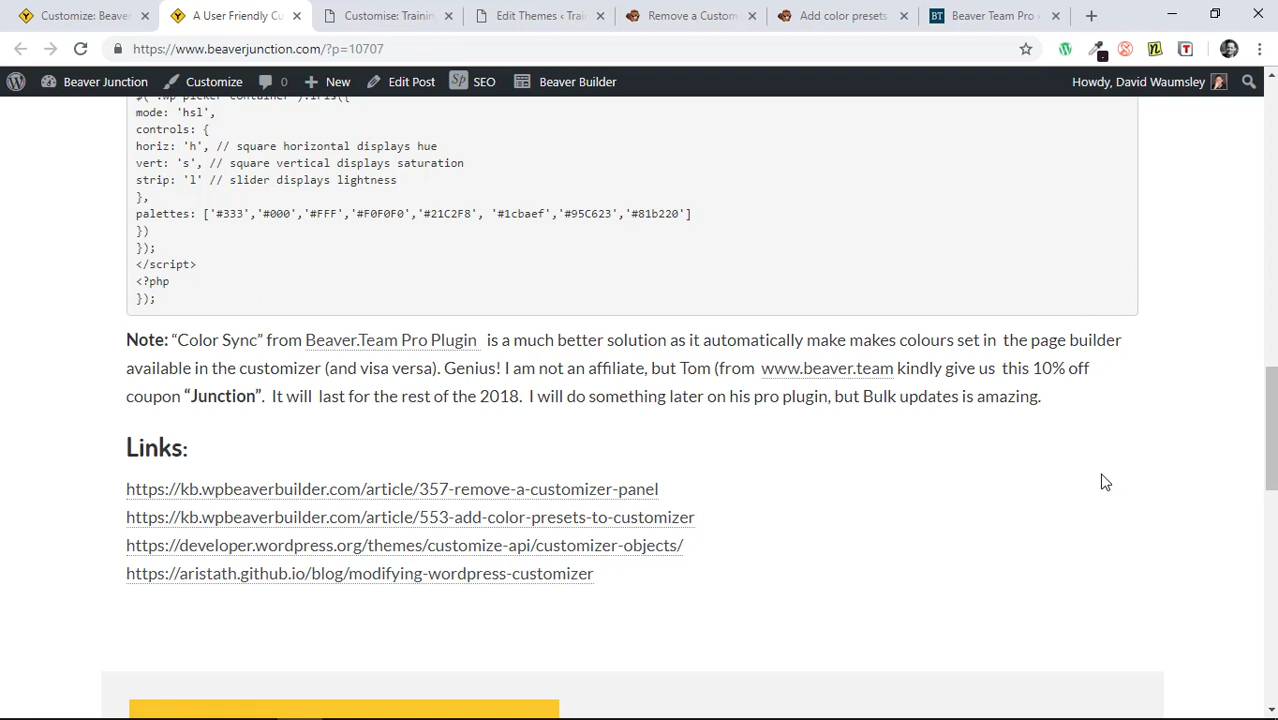 Customize: Beaver
A User Friendly Cu
Customise: Training
Edit Themes ‹ Train
Remove a Custom
Add color presets
BT
Beaver Team Pro »
https://www.beaverjunction.com/?p=10707
Beaver Junction
Customize
0
New
Edit Post
Sp
SEO
Beaver Builder
Howdy, David Waumsley
mode: 'hsl',
controls: {
horiz: 'h', // square horizontal displays hue
vert: 's', // square vertical displays saturation
strip: 'l' // slider displays lightness
},
palettes: ['#333','#000','#FFF','#F0F0F0','#21C2F8', '#1cbaef','#95C623','#81b220']
})
});
</script>
<?php
});
Note: “Color Sync” from Beaver.Team Pro Plugin is a much better solution as it automatically make makes colours set in the page builder
available in the customizer (and visa versa). Genius! I am not an affiliate, but Tom (from www.beaver.team kindly give us this 10% off
coupon “Junction”. It will last for the rest of the 2018. I will do something later on his pro plugin, but Bulk updates is amazing.
Links:
https://kb.wpbeaverbuilder.com/article/357-remove-a-customizer-panel
https://kb.wpbeaverbuilder.com/article/553-add-color-presets-to-customizer
https://developer.wordpress.org/themes/customize-api/customizer-objects/
https://aristath.github.io/blog/modifying-wordpress-customizer